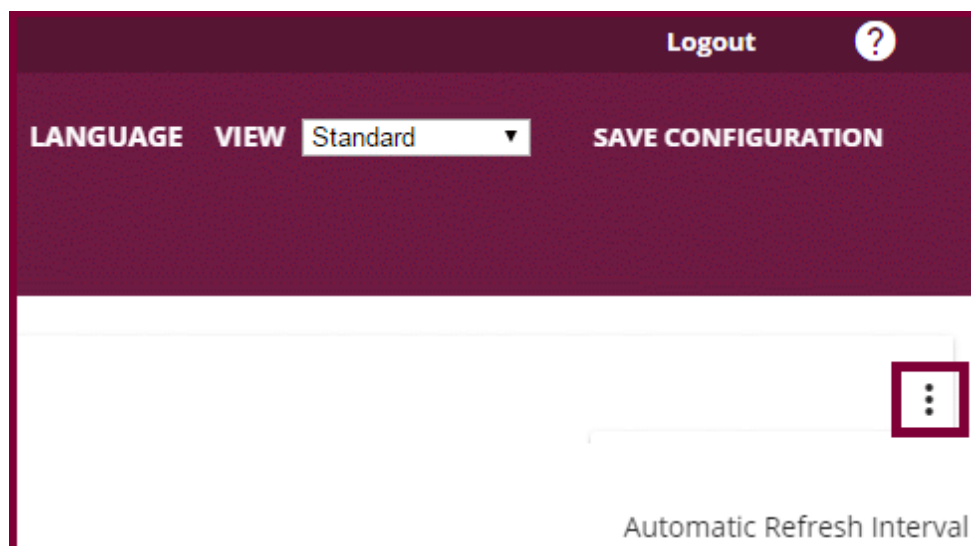 Logout ?
LANGUAGE VIEW Standard SAVE CONFIGURATION
Automatic Refresh Interval